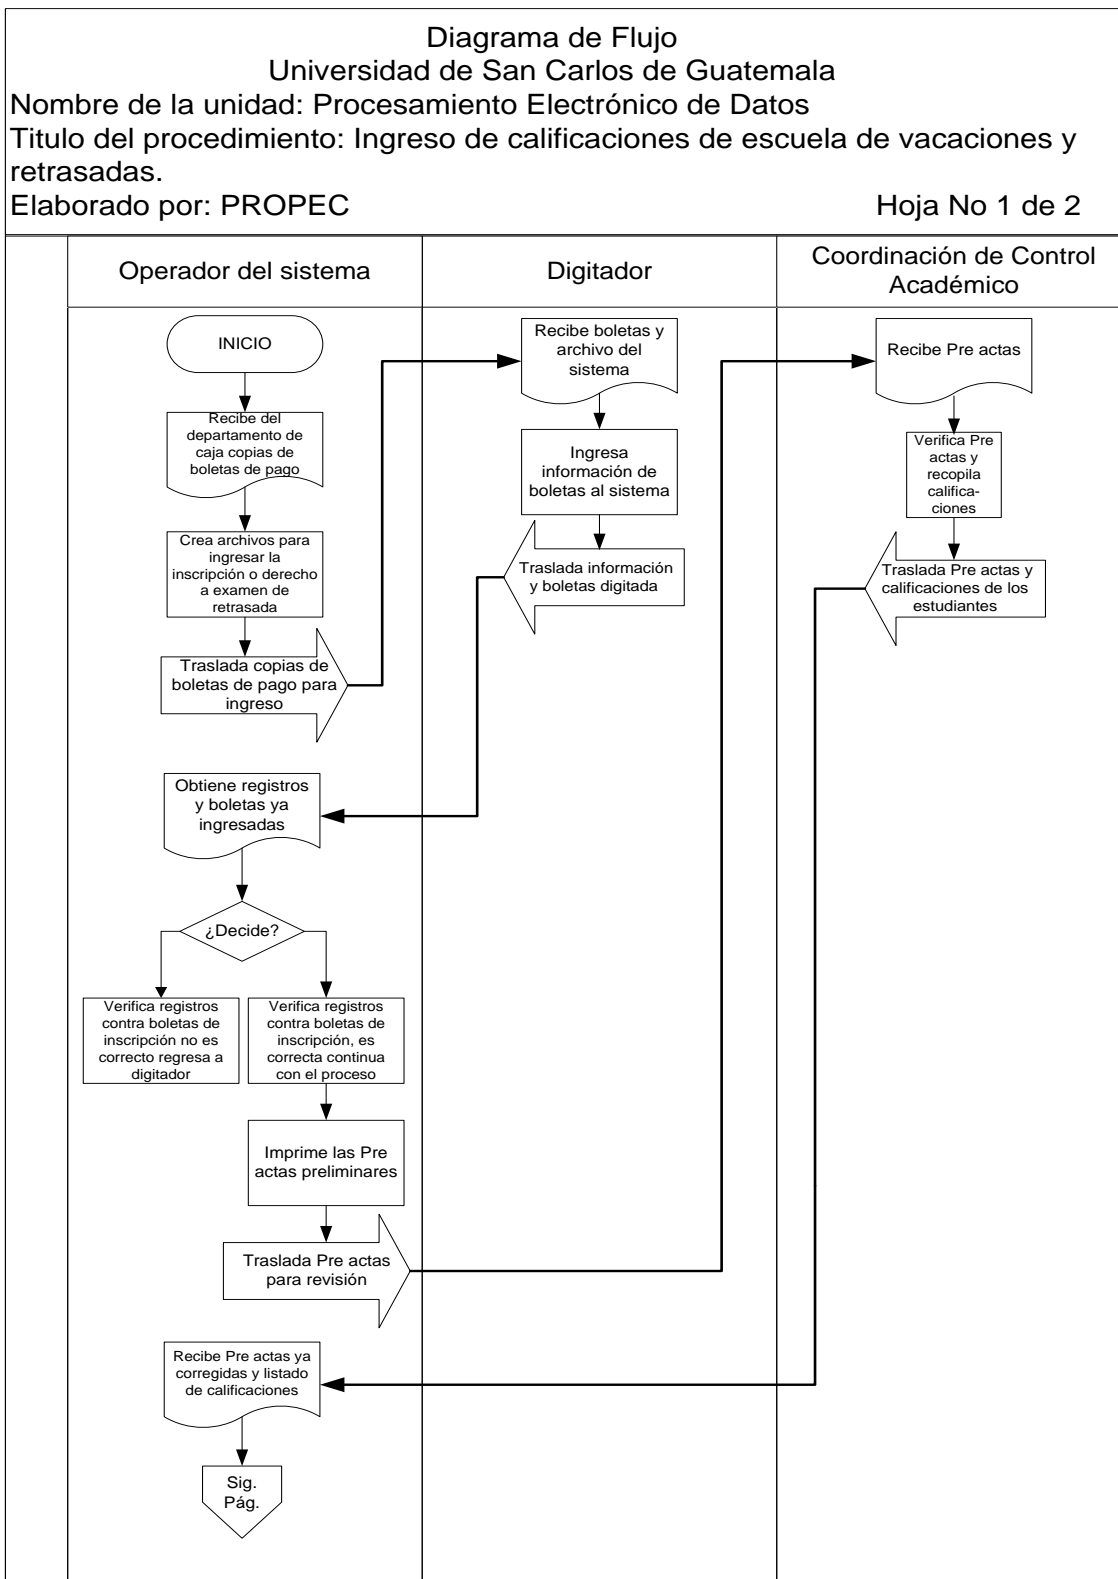 Diagrama de Flujo
Universidad de San Carlos de Guatemala
Nombre de la unidad: Procesamiento Electrónico de Datos
Titulo del procedimiento: Ingreso de calificaciones de escuela de vacaciones y
retrasadas.
Elaborado por: PROPEC Hoja No 1 de 2
Operador del sistema
Digitador
Coordinación de Control
Académico
INICIO
Recibe del
departamento de
caja copias de
boletas de pago
Crea archivos para
ingresar la
inscripción o derecho
a examen de
retrasada
Traslada copias de
boletas de pago para
ingreso
Recibe boletas y
archivo del
sistema
Ingresa
información de
boletas al sistema
Traslada información
y boletas digitada
Obtiene registros
y boletas ya
ingresadas
¿Decide?
Verifica registros
contra boletas de
inscripción no es
correcto regresa a
digitador
Verifica registros
contra boletas de
inscripción, es
correcta continua
con el proceso
Imprime las Pre
actas preliminares
Traslada Pre actas
para revisión
Recibe Pre actas
Verifica Pre
actas y
recopila
califica-
ciones
Traslada Pre actas y
calificaciones de los
estudiantes
Recibe Pre actas ya
corregidas y listado
de calificaciones
Sig.
Pág.